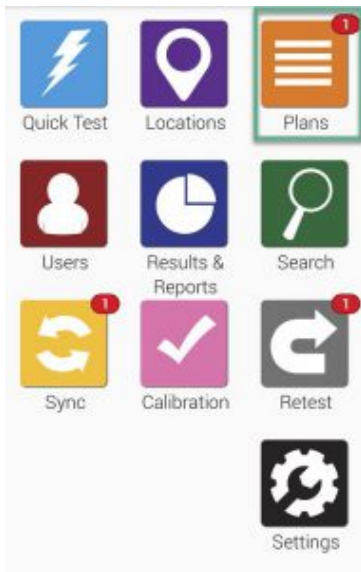 1
Quick Test
Locations
Plans
Users
Results &
Reports
Search
1
1
Sync
Calibration
Retest
Settings